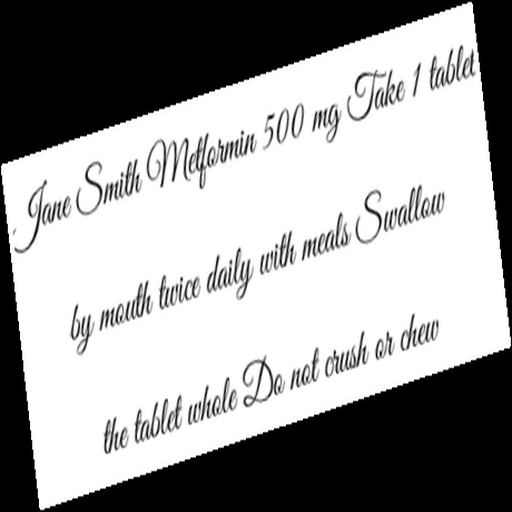 Jane Smith Metformin 500 mg Take 1 tablet
by mouth twice daily with meals Swallow
the tablet whole Do not crush or chew